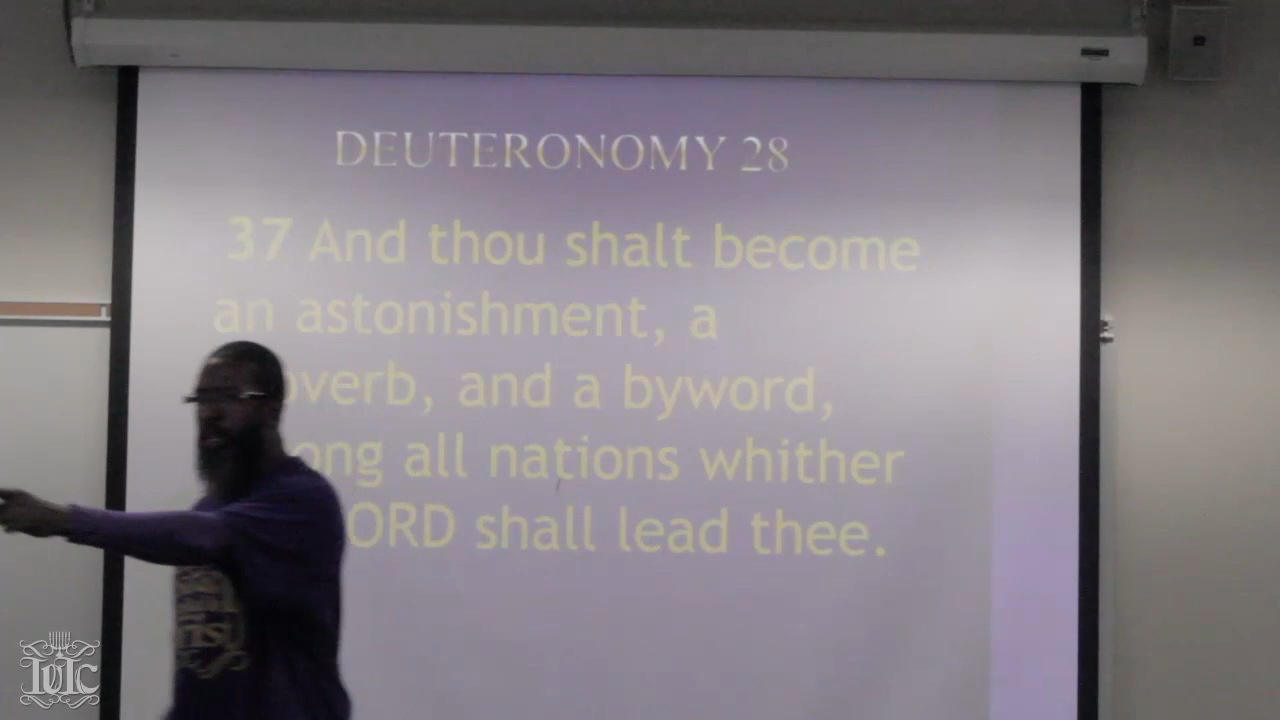 DEUTERONOMY 28
37 And thou shalt become
an astonishment, a
overb, and a byword,
ong all nations whither
ORD shall lead thee.
IUIC